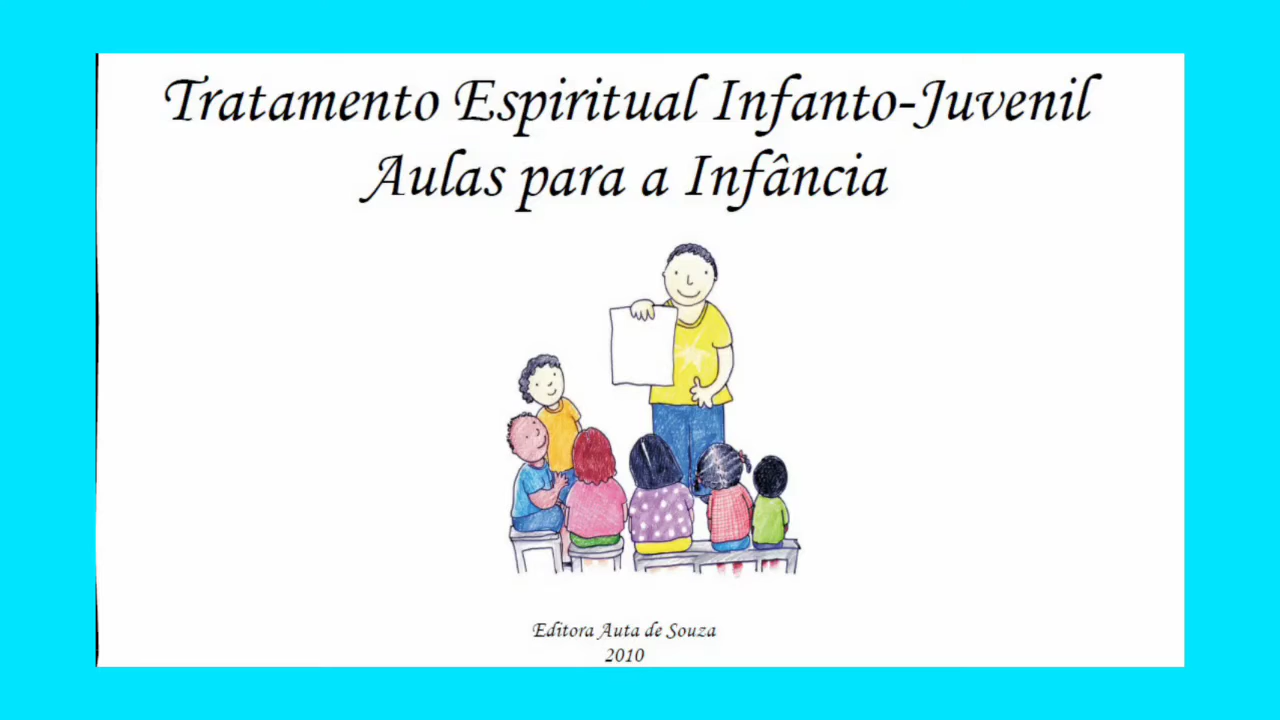 Tratamento Espiritual Infanto-Juvenil
Aulas para a Infância
Editora Auta de Souza
2010